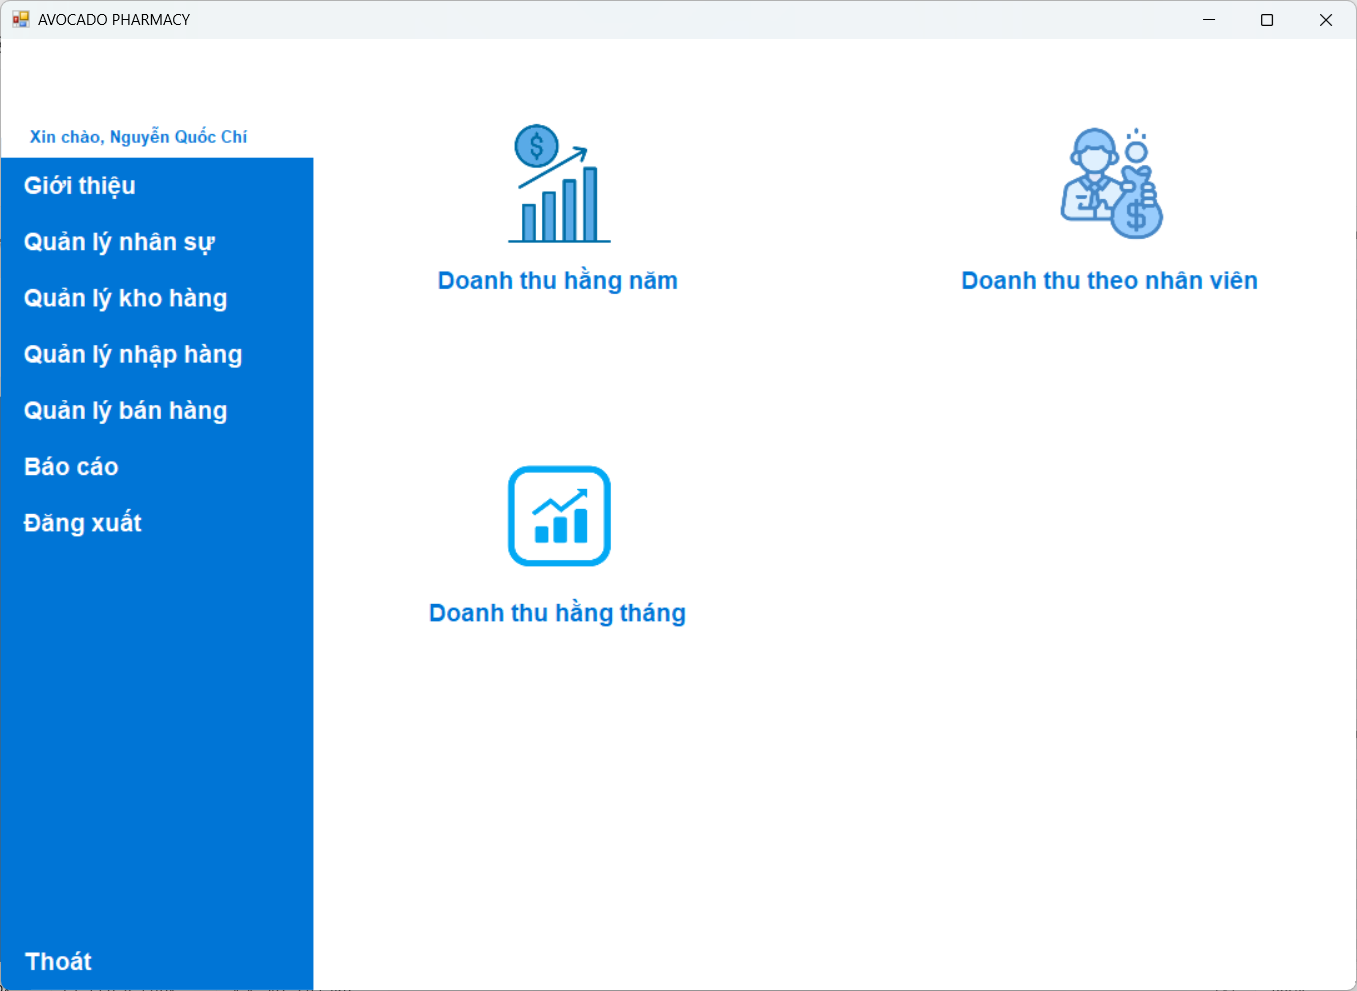 AVOCADO PHARMACY
Xin chào, Nguyễn Quốc Chí
Giới thiệu
Quản lý nhân sự
Quản lý kho hàng
Quản lý nhập hàng
Quản lý bán hàng
Báo cáo
Đăng xuất
Thoát
$
Doanh thu hằng năm
$
Doanh thu theo nhân viên
Doanh thu hằng tháng